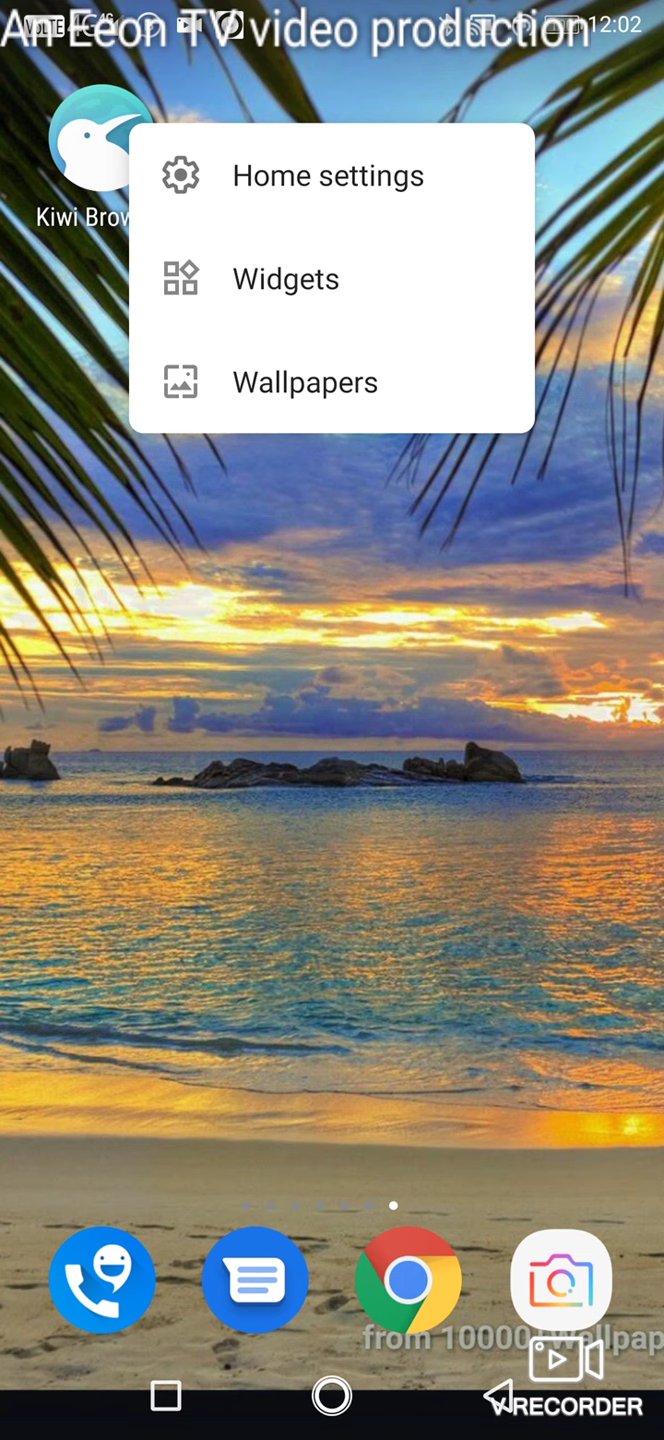 An Eeon TV video production
12:02
Kiwi Brow
Home settings
Widgets
Wallpapers
from 10000+ Wallpap
V RECORDER